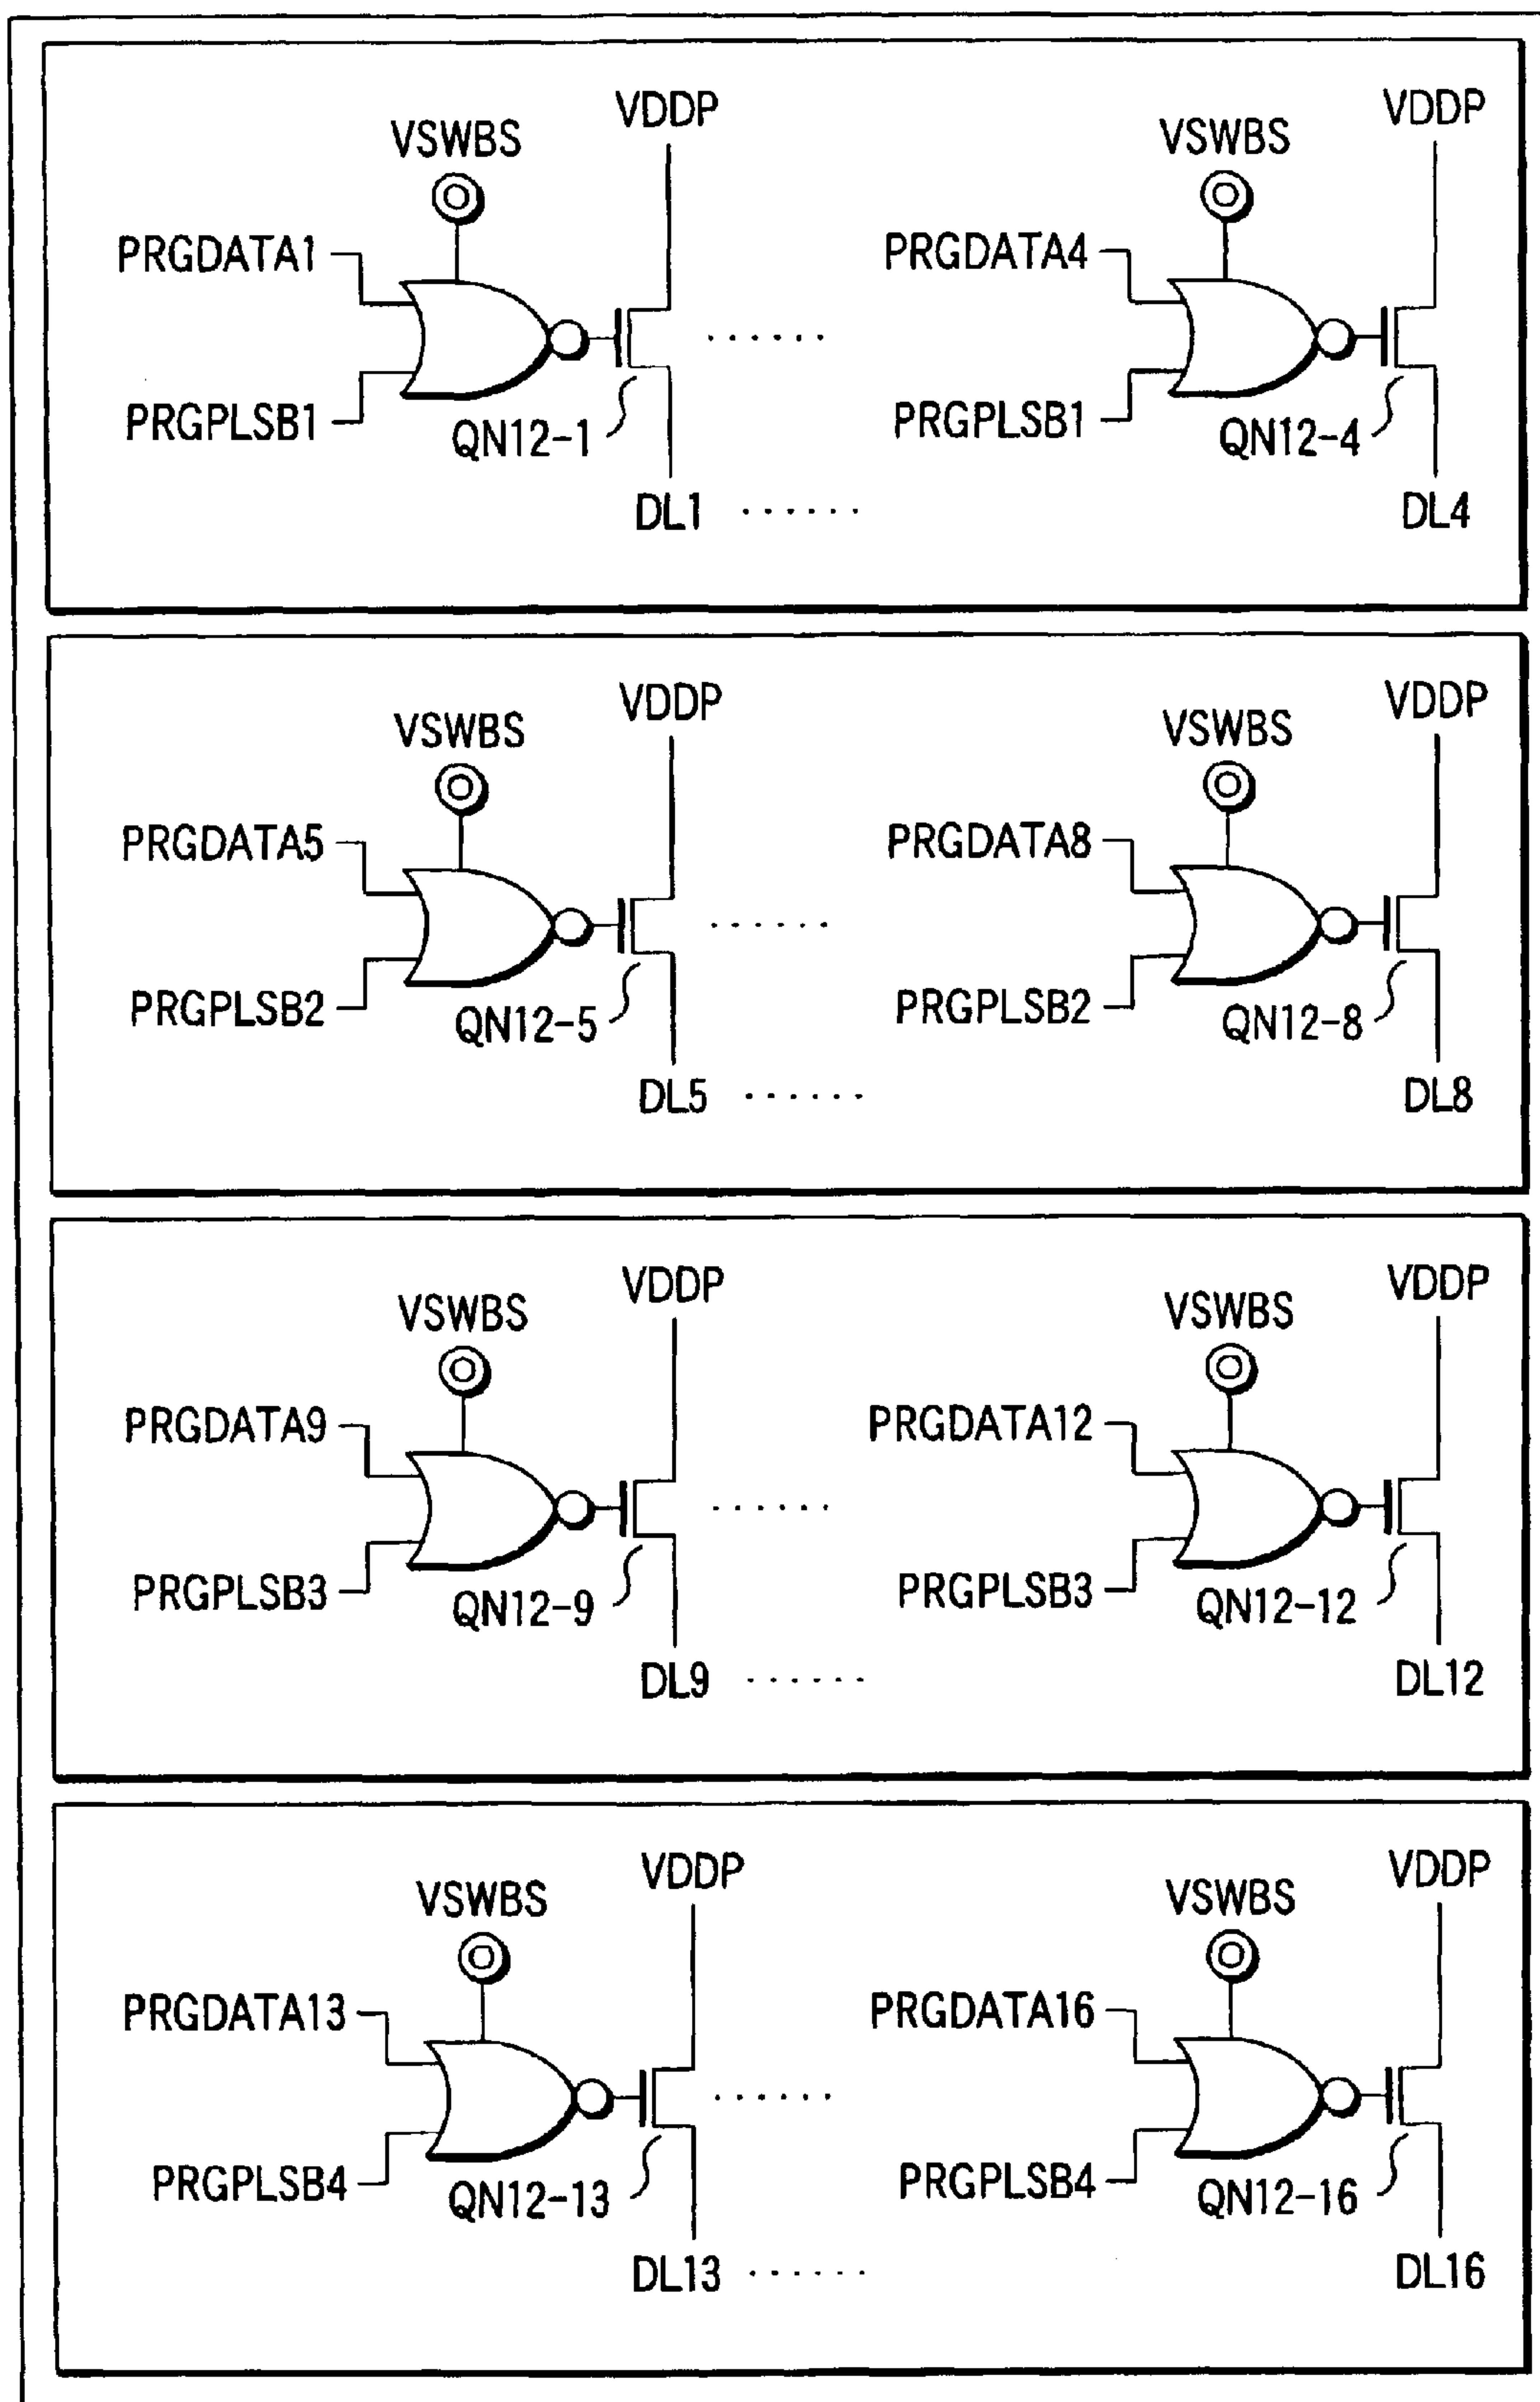 VDDP VDDP
VSWBS VSWBS
PRGDATA1 PRGDATA4
PRGPLSB1 PRGPLSB1
QN12-1 QN12-4
DL1 ...... DL4
VDDP VDDP
VSWBS VSWBS
PRGDATA5 PRGDATA8
PRGPLSB2 PRGPLSB2
QN12-5 QN12-8
DL5 ...... DL8
VDDP VDDP
VSWBS VSWBS
PRGDATA9 PRGDATA12
PRGPLSB3 PRGPLSB3
QN12-9 QN12-12
DL9 ...... DL12
VDDP VDDP
VSWBS VSWBS
PRGDATA13 PRGDATA16
PRGPLSB4 PRGPLSB4
QN12-13 QN12-16
DL13 ...... DL16